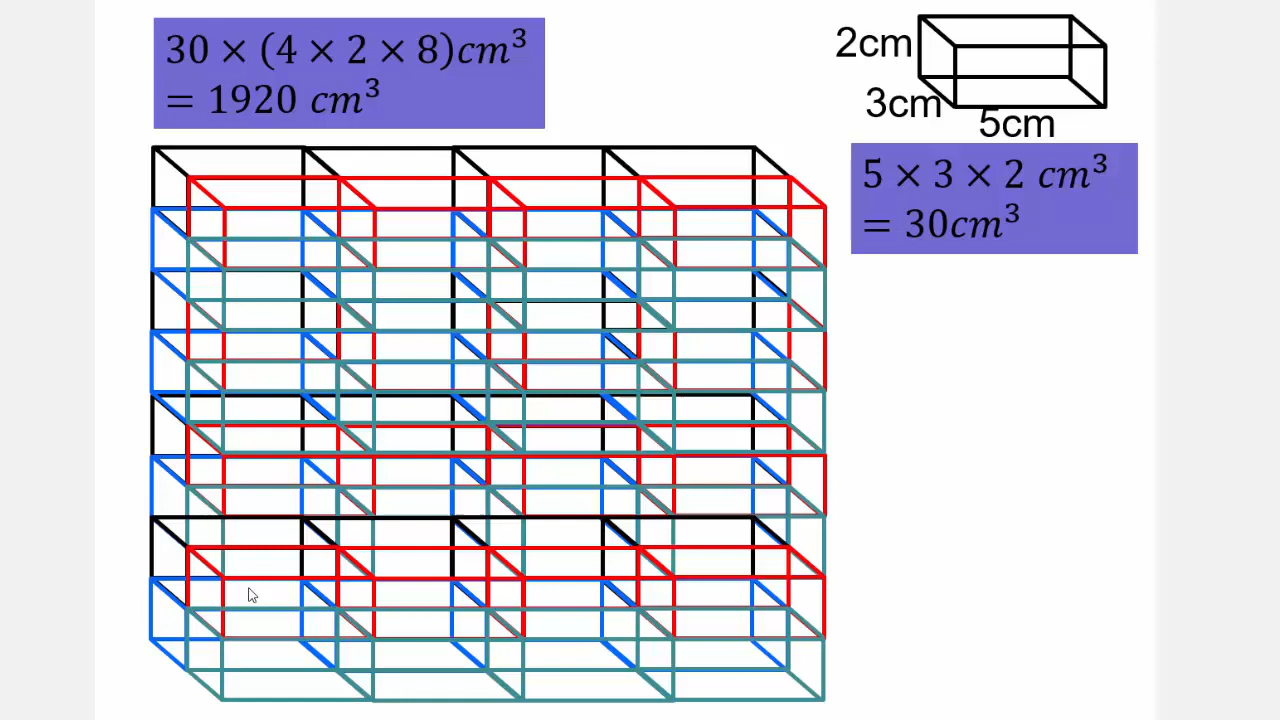 30 × (4 × 2 × 8)cm³
= 1920 cm³
2cm
3cm
5cm
5 × 3 × 2 cm³
= 30cm³